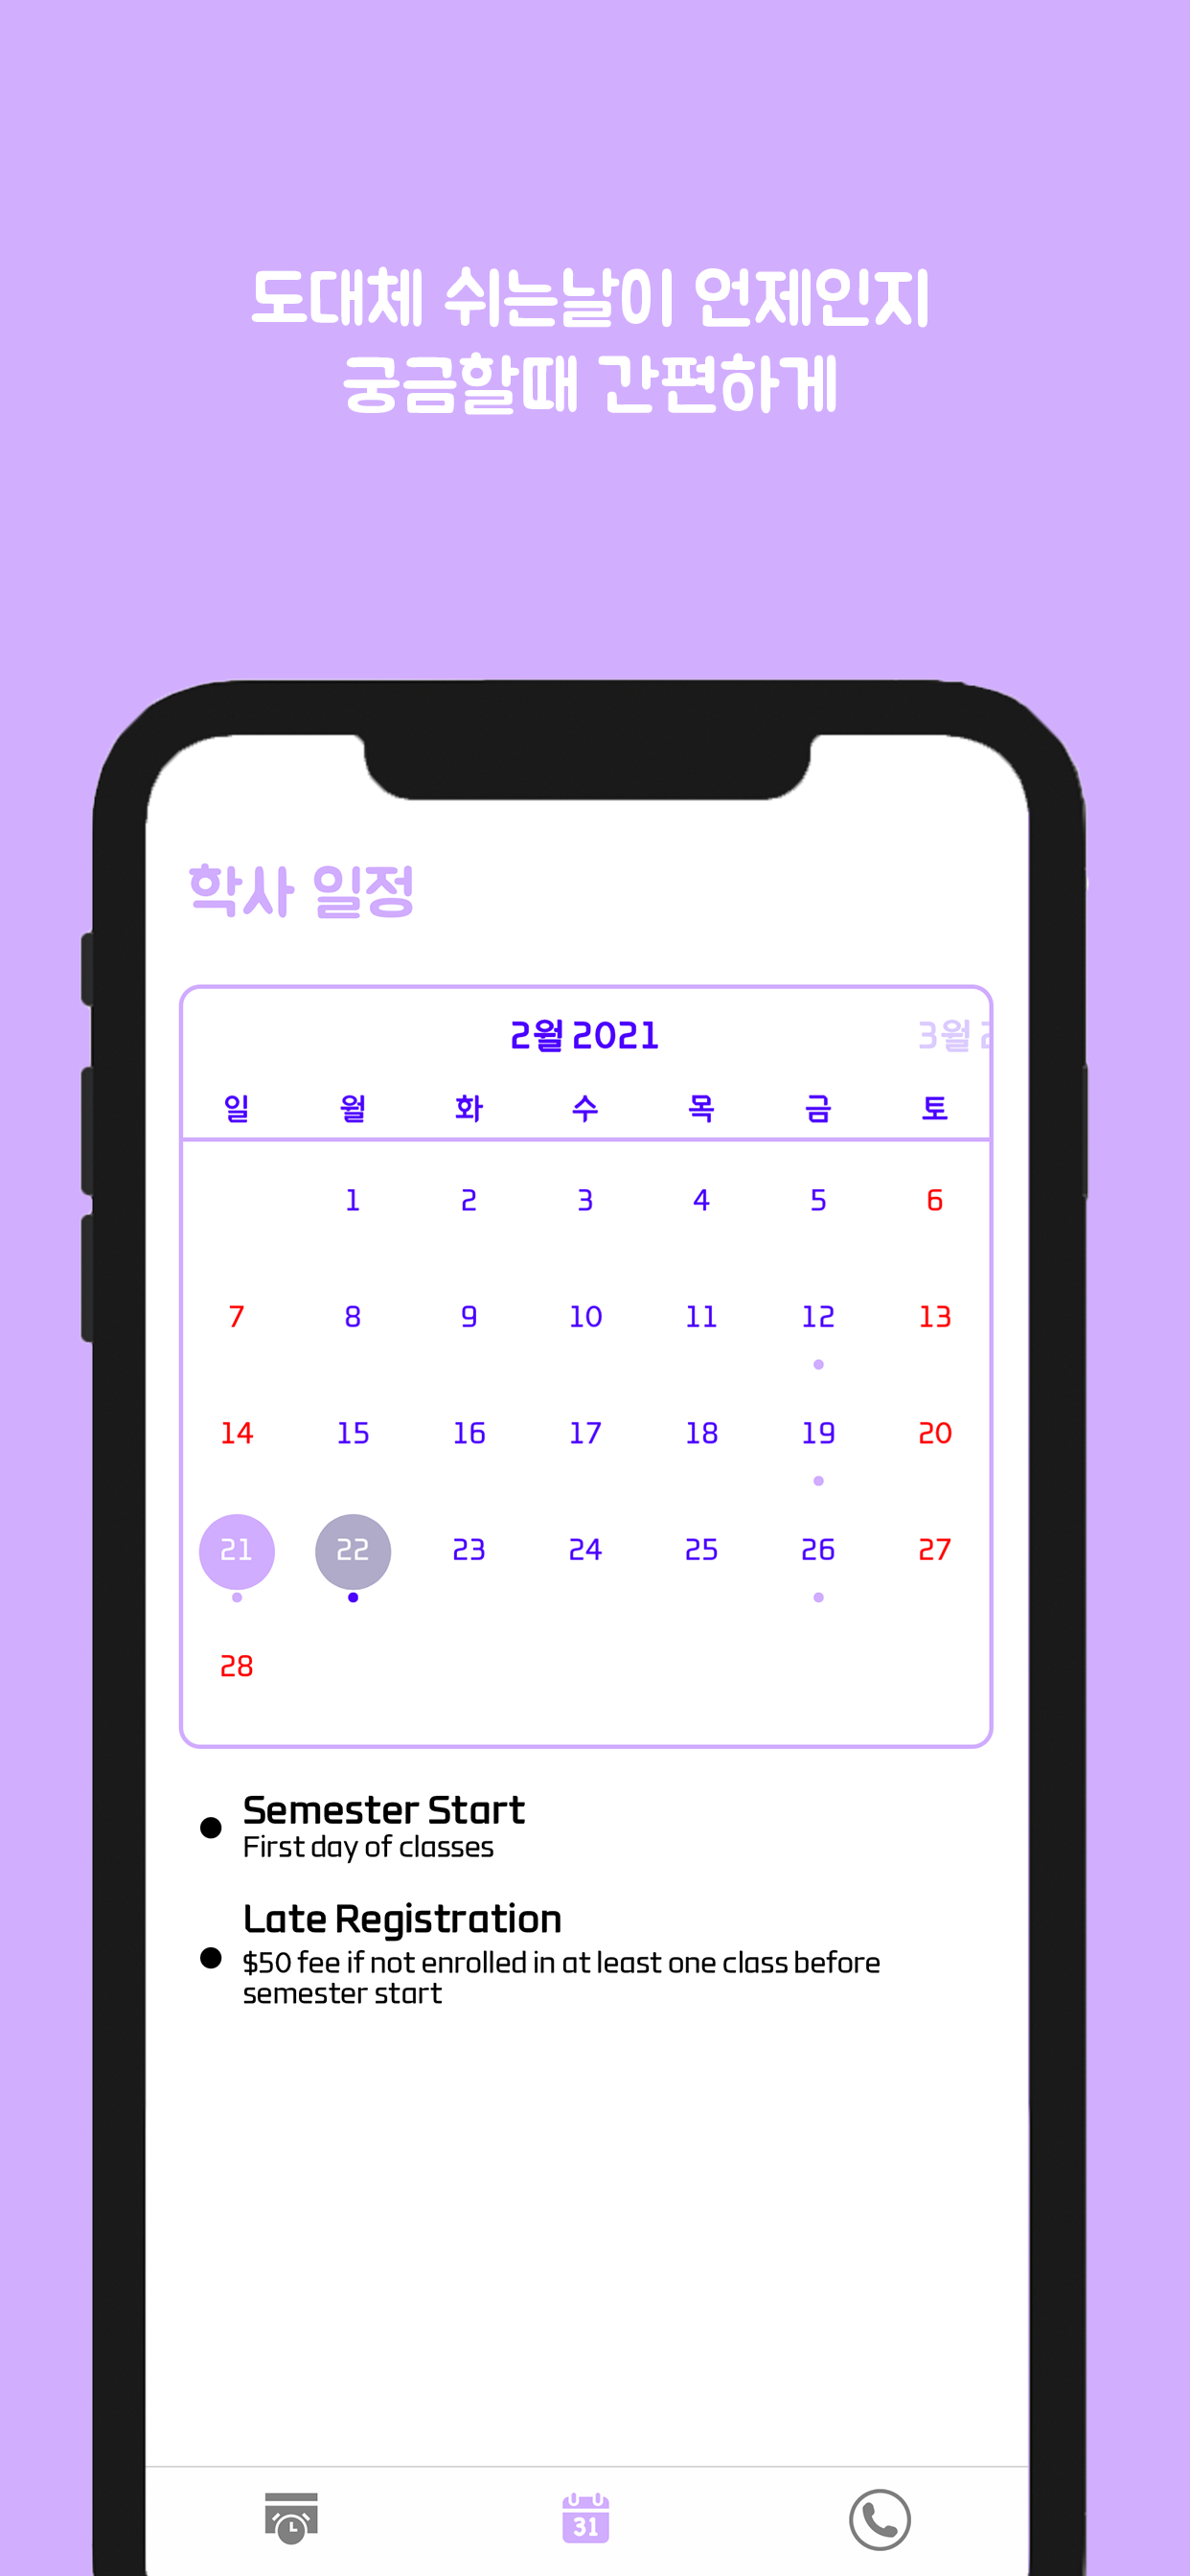 도대체 쉬는날이 언제인지
궁금할때 간편하게
학사 일정
2월 2021
3월
일 월 화 수 목 금 토
1 2 3 4 5 6
7 8 9 10 11 12 13
14 15 16 17 18 19 20
21 22 23 24 25 26 27
28
Semester Start
First day of classes
Late Registration
$50 fee if not enrolled in at least one class before
semester start
31